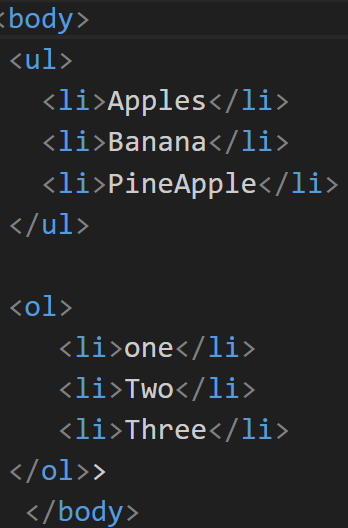 <body>
<ul>
<li>Apples</li>
<li>Banana</li>
<li>PineApple</li>
</ul>
<ol>
<li>one</li>
<li>Two</li>
<li>Three</li>
</ol>>
</body>